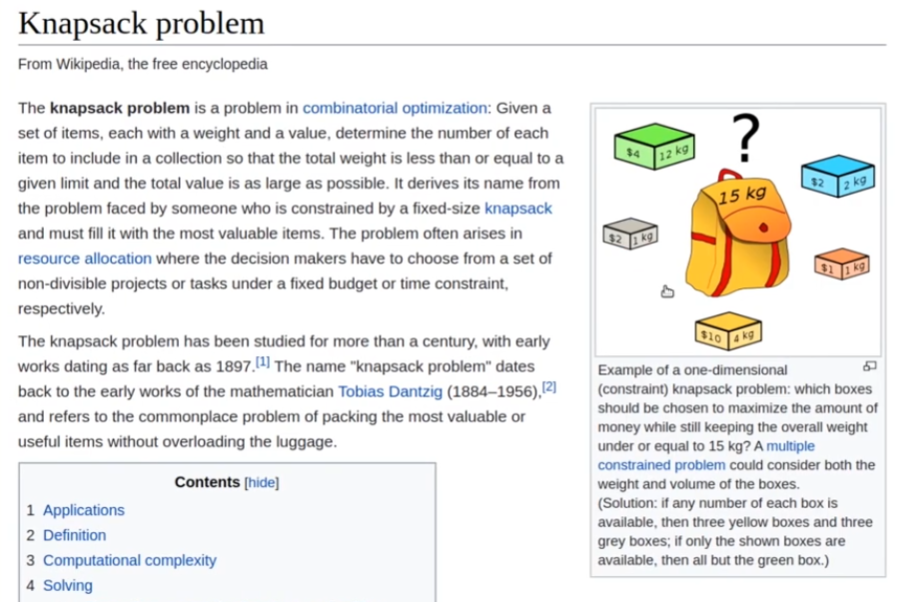 Knapsack problem
From Wikipedia, the free encyclopedia
The knapsack problem is a problem in combinatorial optimization: Given a
set of items, each with a weight and a value, determine the number of each
item to include in a collection so that the total weight is less than or equal to a
given limit and the total value is as large as possible. It derives its name from
the problem faced by someone who is constrained by a fixed-size knapsack
and must fill it with the most valuable items. The problem often arises in
resource allocation where the decision makers have to choose from a set of
non-divisible projects or tasks under a fixed budget or time constraint,
respectively.
The knapsack problem has been studied for more than a century, with early
works dating as far back as 1897.[1] The name "knapsack problem" dates
back to the early works of the mathematician Tobias Dantzig (1884–1956),[2]
and refers to the commonplace problem of packing the most valuable or
useful items without overloading the luggage.
Contents [hide]
1 Applications
2 Definition
3 Computational complexity
4 Solving
?
$4 12 kg
15 kg
$2 2 kg
$2 1 kg
$1 1 kg
$10 4 kg
Example of a one-dimensional
(constraint) knapsack problem: which boxes
should be chosen to maximize the amount of
money while still keeping the overall weight
under or equal to 15 kg? A multiple
constrained problem could consider both the
weight and volume of the boxes.
(Solution: if any number of each box is
available, then three yellow boxes and three
grey boxes; if only the shown boxes are
available, then all but the green box.)